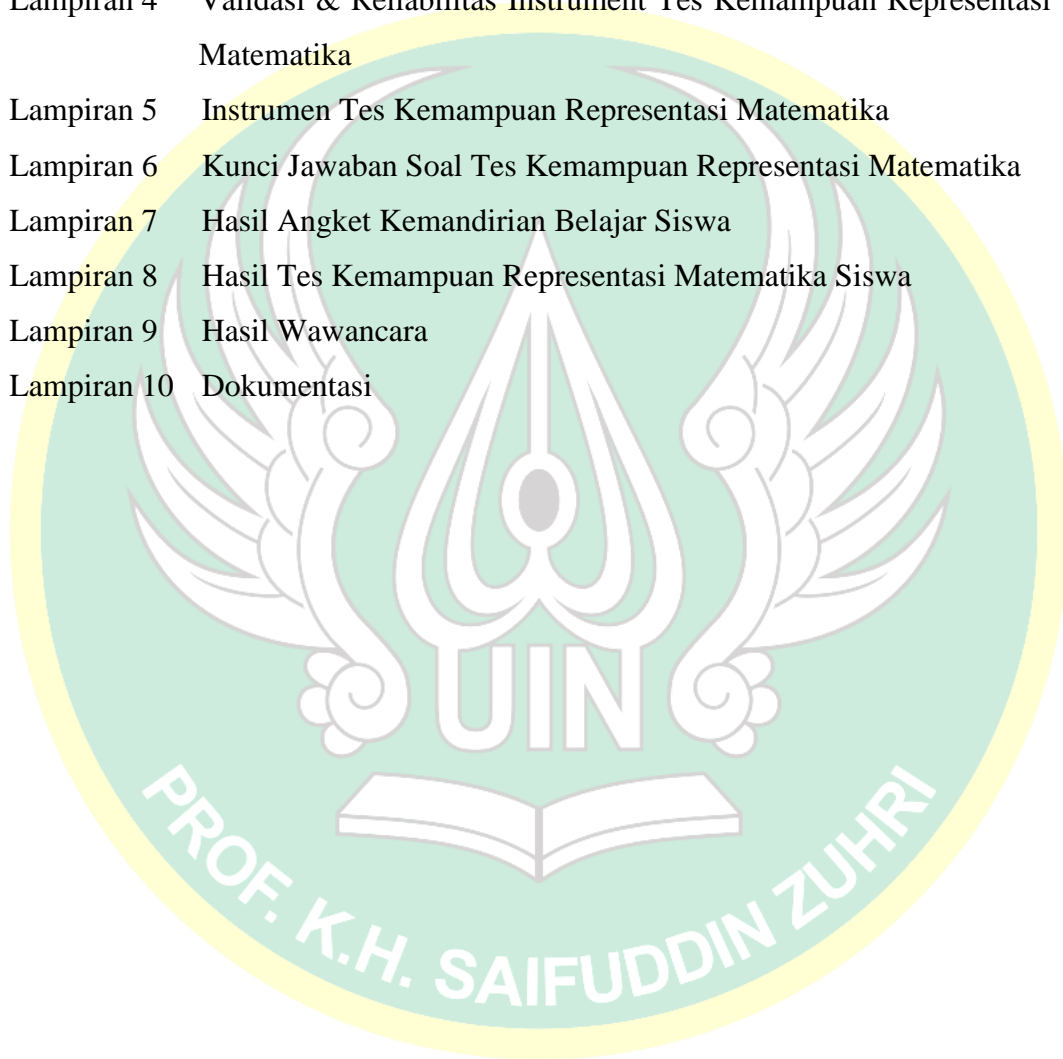 Lampiran 4 Validasi & Reliabilitas Instrument Tes Kemampuan Representasi
Matematika
Lampiran 5 Instrumen Tes Kemampuan Representasi Matematika
Lampiran 6 Kunci Jawaban Soal Tes Kemampuan Representasi Matematika
Lampiran 7 Hasil Angket Kemandirian Belajar Siswa
Lampiran 8 Hasil Tes Kemampuan Representasi Matematika Siswa
Lampiran 9 Hasil Wawancara
Lampiran 10 Dokumentasi
UIN
PROF. K.H. SAIFUDDIN ZUHRI